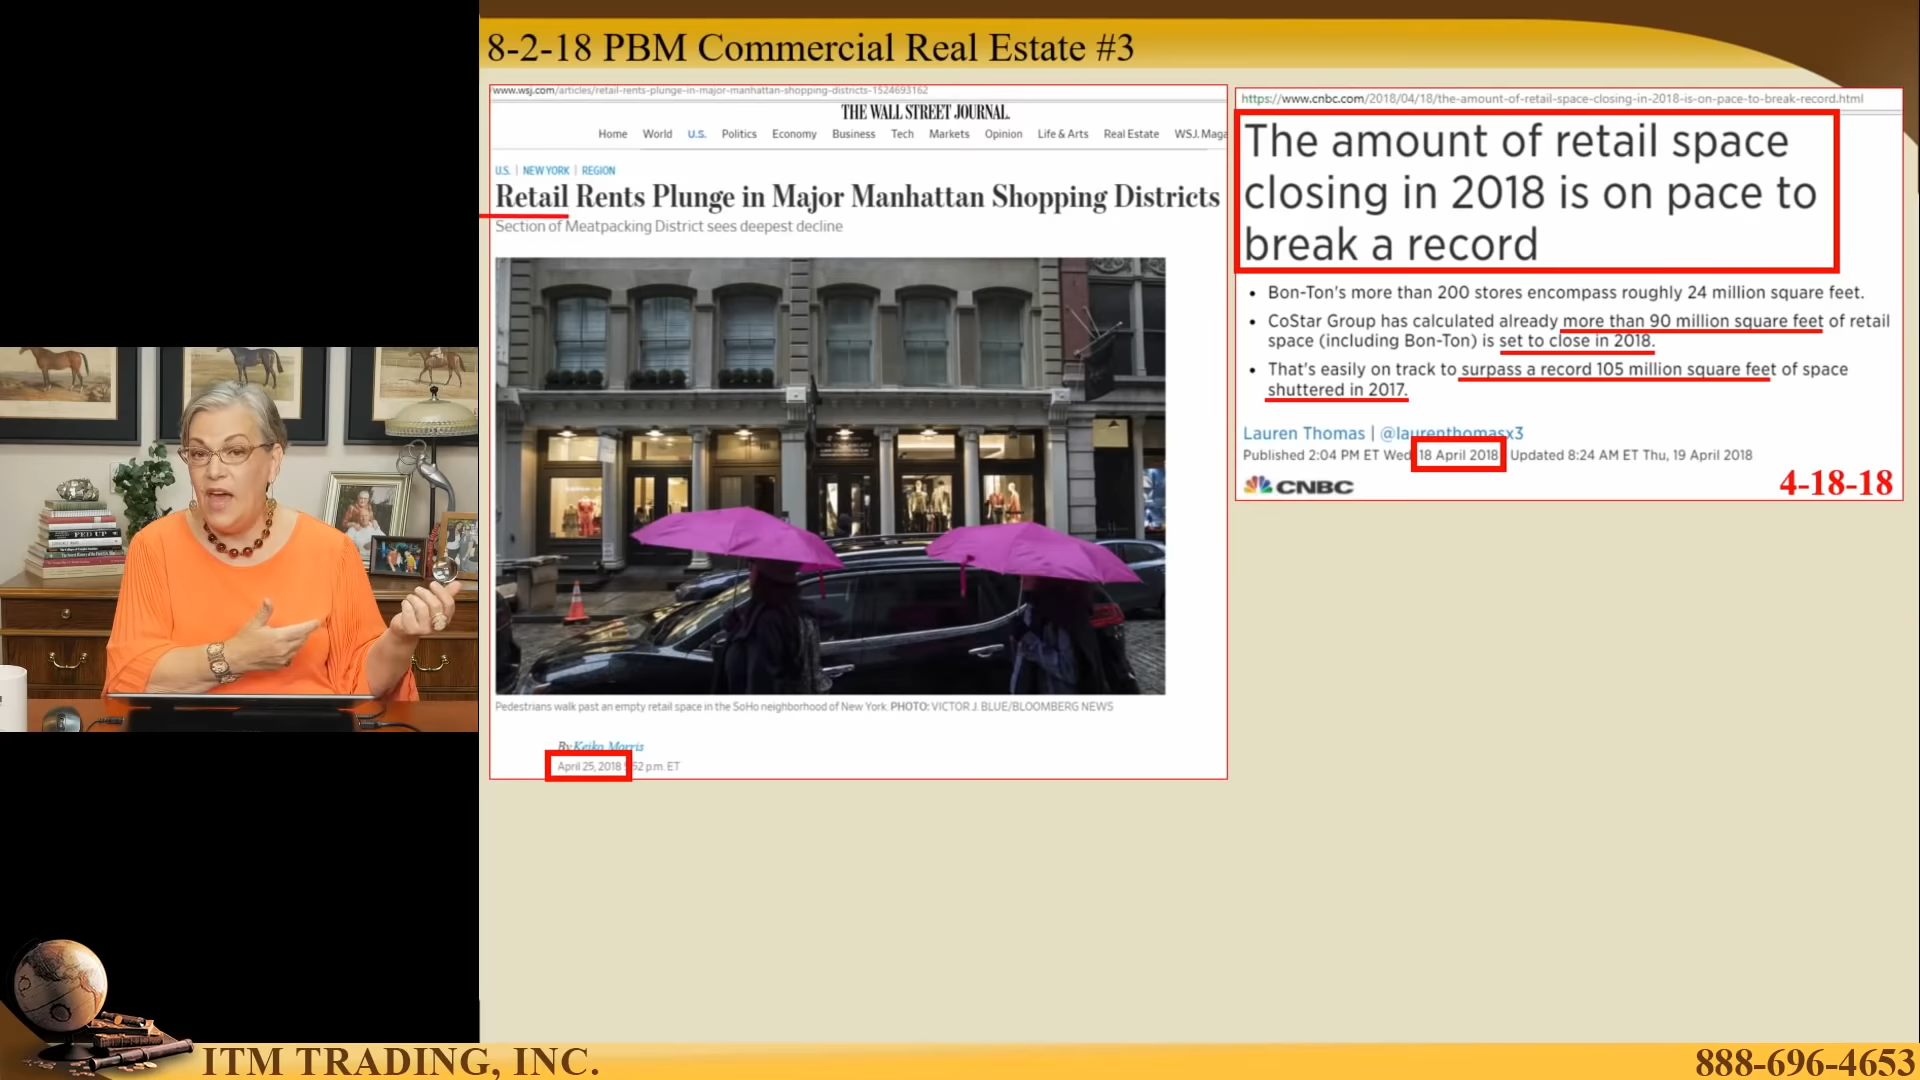 8-2-18 PBM Commercial Real Estate #3
www.wsj.com/articles/retail-rents-plunge-in-major-manhattan-shopping-districts-1524693162
THE WALL STREET JOURNAL.
Home World U.S. Politics Economy Business Tech Markets Opinion Life & Arts Real Estate WSJ. Maga
U.S. | NEW YORK | REGION
Retail Rents Plunge in Major Manhattan Shopping Districts
Section of Meatpacking District sees deepest decline
Pedestrians walk past an empty retail space in the SoHo neighborhood of New York. PHOTO: VICTOR J. BLUE/BLOOMBERG NEWS
By Keiko Morris
April 25, 2018 5:52 p.m. ET
https://www.cnbc.com/2018/04/18/the-amount-of-retail-space-closing-in-2018-is-on-pace-to-break-record.html
The amount of retail space
closing in 2018 is on pace to
break a record
• Bon-Ton's more than 200 stores encompass roughly 24 million square feet.
• CoStar Group has calculated already more than 90 million square feet of retail
space (including Bon-Ton) is set to close in 2018.
• That's easily on track to surpass a record 105 million square feet of space
shuttered in 2017.
Lauren Thomas | @laurenthomasx3
Published 2:04 PM ET Wed 18 April 2018 Updated 8:24 AM ET Thu, 19 April 2018
CNBC
4-18-18
FED UP
ITM TRADING, INC.
888-696-4653